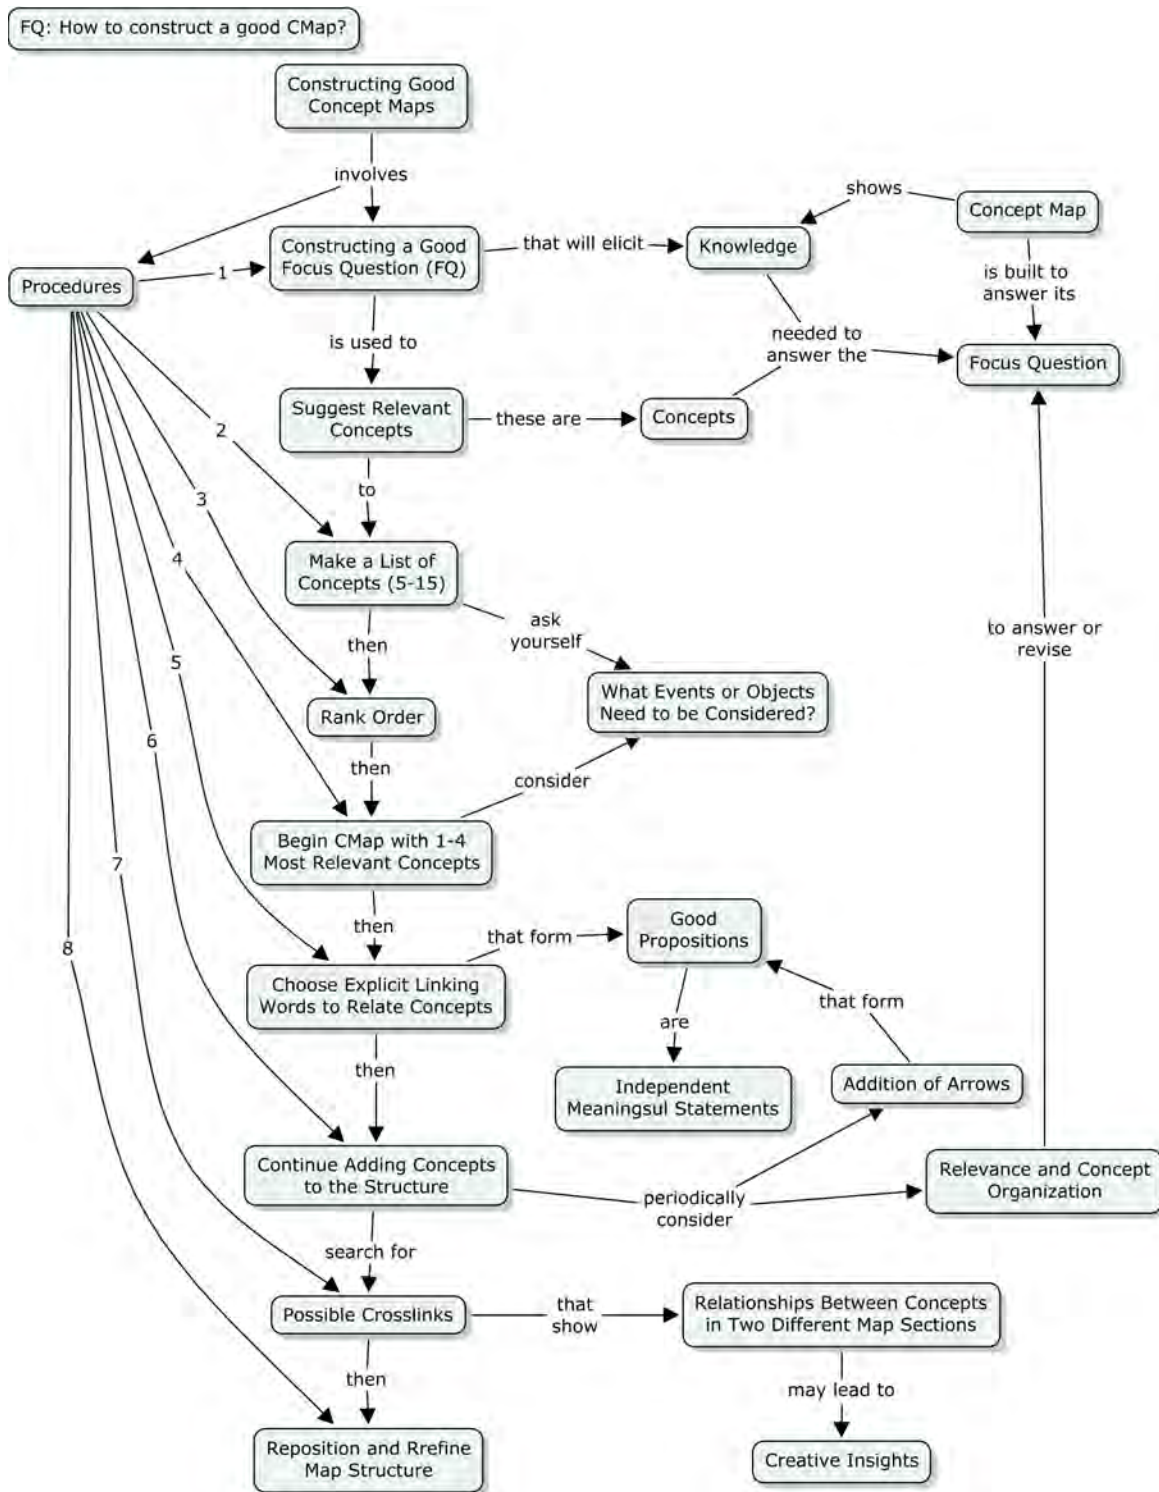 FQ: How to construct a good CMap?
Constructing Good
Concept Maps
involves
shows
Concept Map
Constructing a Good
Focus Question (FQ)
that will elicit
Knowledge
Procedures
1
is built to
answer its
is used to
needed to
answer the
Focus Question
Suggest Relevant
Concepts
these are
Concepts
2
to
3
Make a List of
Concepts (5-15)
4
ask
yourself
then
to answer or
revise
5
What Events or Objects
Need to be Considered?
Rank Order
6
then
consider
Begin CMap with 1-4
Most Relevant Concepts
7
then
Good
Propositions
that form
8
Choose Explicit Linking
Words to Relate Concepts
that form
are
then
Independent
Meaningsul Statements
Addition of Arrows
Continue Adding Concepts
to the Structure
Relevance and Concept
Organization
periodically
consider
search for
Possible Crosslinks
that
show
Relationships Between Concepts
in Two Different Map Sections
then
may lead to
Reposition and Rrefine
Map Structure
Creative Insights